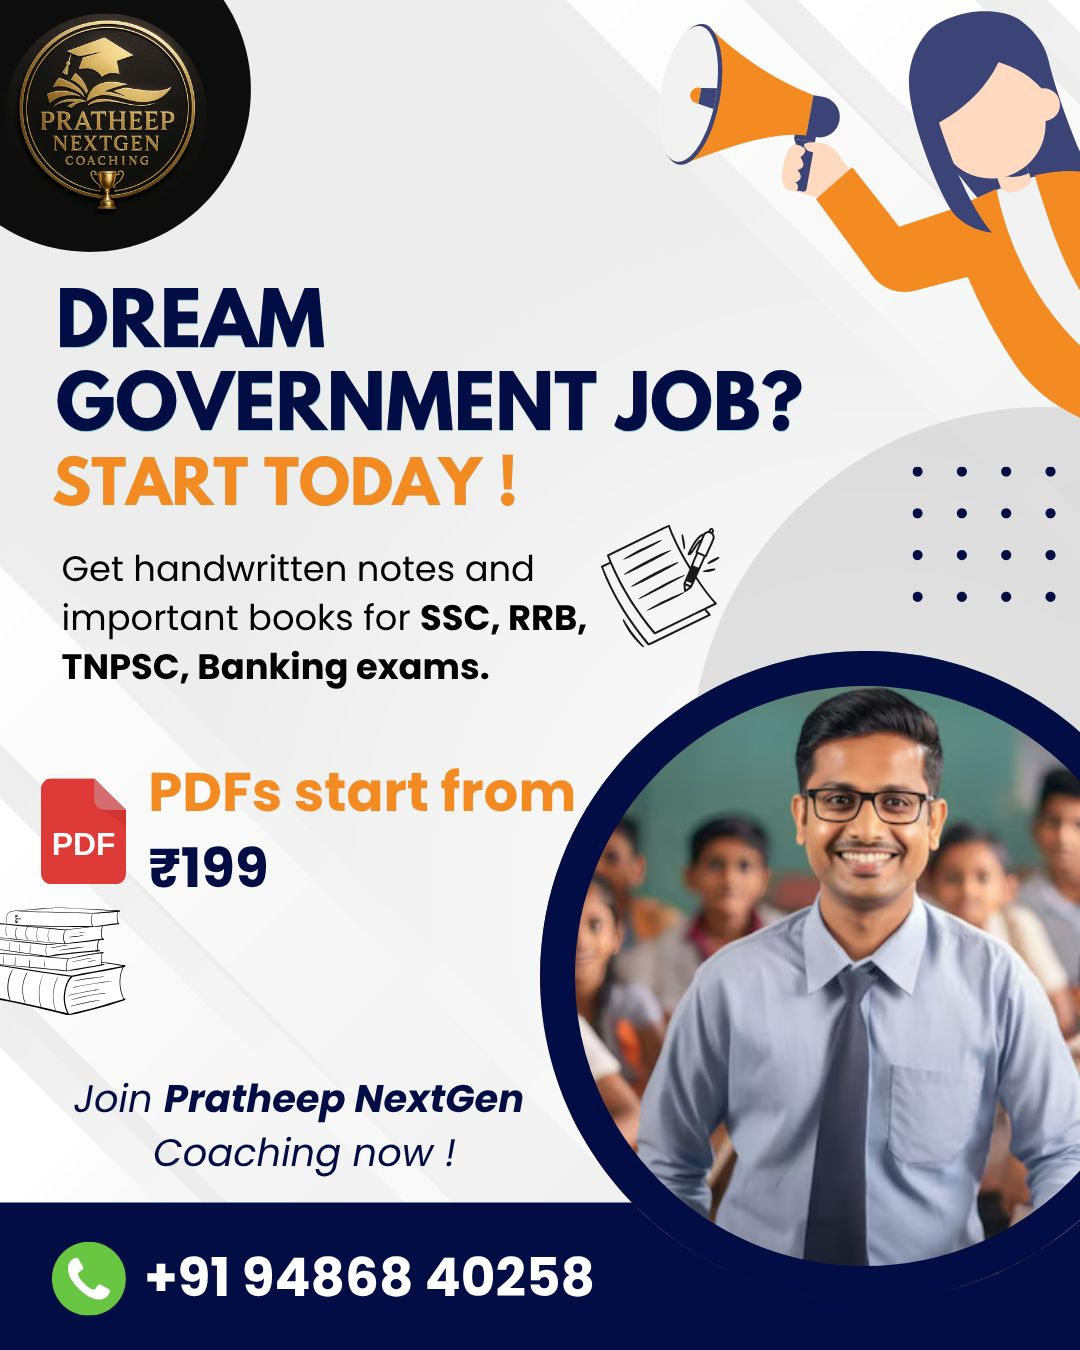 PRATHEEP
NEXTGEN
COACHING
DREAM
GOVERNMENT JOB?
START TODAY !
Get handwritten notes and
important books for SSC, RRB,
TNPSC, Banking exams.
PDF
PDFs start from
₹199
Join Pratheep NextGen
Coaching now !
+91 94868 40258